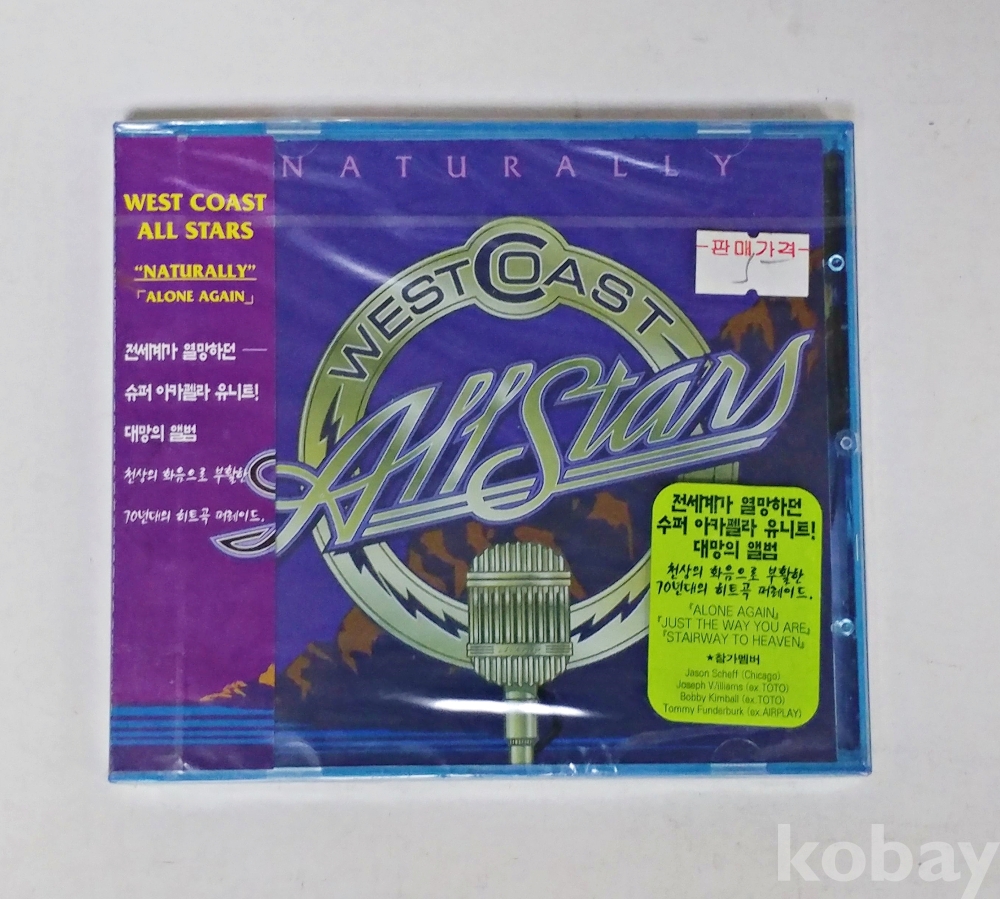 NATURALLY
WEST COAST
ALL STARS
"NATURALLY"
「ALONE AGAIN」
전세계가 열망하던
슈퍼 아카펠라 유니트!
대망의 앨범
천상의 화음으로 부활한
70년대의 히트곡 퍼레이드.
판매가격
WEST COAST
All Stars
전세계가 열망하던
수퍼 아카펠라 유니트!
대망의 앨범
천상의 화음으로 부활한
70년대의 히트곡 퍼레이드.
『ALONE AGAIN』
『JUST THE WAY YOU ARE』
『STAIRWAY TO HEAVEN』
★참가멤버
Jason Scheff (Chicago)
Joseph Williams (ex.TOTO)
Bobby Kimball (ex.TOTO)
Tommy Funderburk (ex.AIRPLAY)
kobay